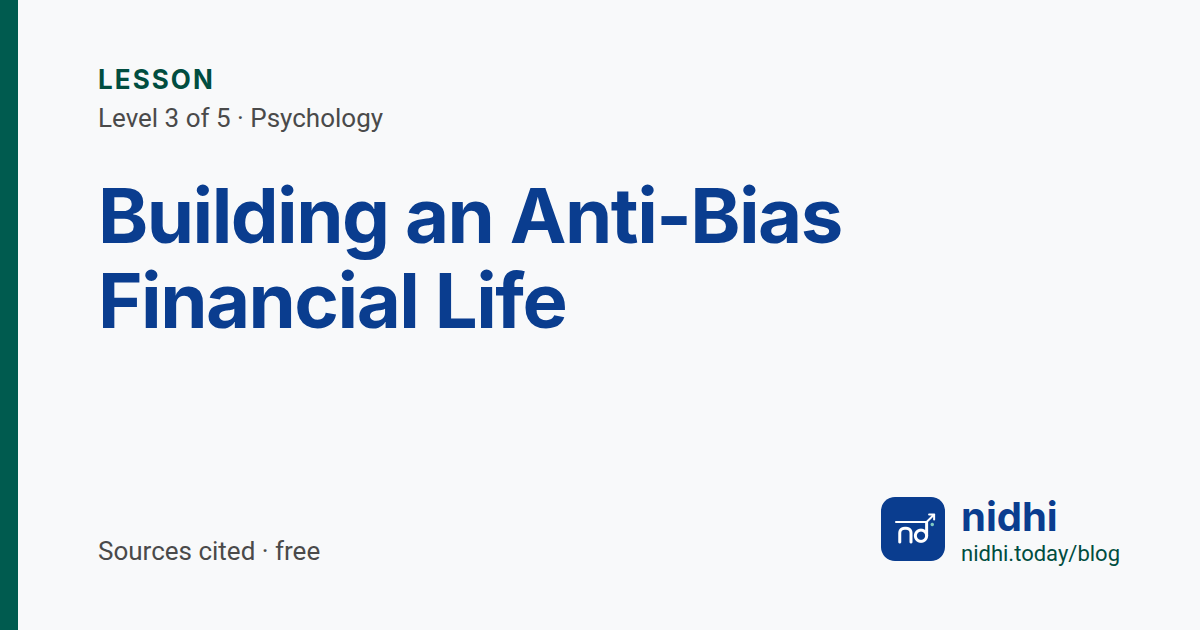 LESSON
Level 3 of 5 · Psychology
Building an Anti-Bias
Financial Life
Sources cited · free
nd
nidhi
nidhi.today/blog